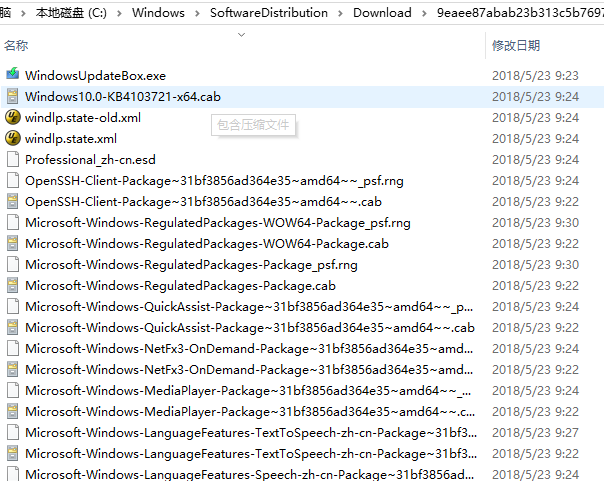 脑 > 本地磁盘 (C:) > Windows > SoftwareDistribution > Download > 9eaee87abab23b313c5b7697
名称 修改日期
WindowsUpdateBox.exe 2018/5/23 9:23
Windows10.0-KB4103721-x64.cab 2018/5/23 9:24
windlp.state-old.xml 2018/5/23 9:24
包含压缩文件
windlp.state.xml 2018/5/23 9:24
Professional_zh-cn.esd 2018/5/23 9:24
OpenSSH-Client-Package~31bf3856ad364e35~amd64~~_psf.rng 2018/5/23 9:24
OpenSSH-Client-Package~31bf3856ad364e35~amd64~~.cab 2018/5/23 9:22
Microsoft-Windows-RegulatedPackages-WOW64-Package_psf.rng 2018/5/23 9:30
Microsoft-Windows-RegulatedPackages-WOW64-Package.cab 2018/5/23 9:22
Microsoft-Windows-RegulatedPackages-Package_psf.rng 2018/5/23 9:30
Microsoft-Windows-RegulatedPackages-Package.cab 2018/5/23 9:22
Microsoft-Windows-QuickAssist-Package~31bf3856ad364e35~amd64~~_p... 2018/5/23 9:24
Microsoft-Windows-QuickAssist-Package~31bf3856ad364e35~amd64~~.cab 2018/5/23 9:22
Microsoft-Windows-NetFx3-OnDemand-Package~31bf3856ad364e35~amd... 2018/5/23 9:24
Microsoft-Windows-NetFx3-OnDemand-Package~31bf3856ad364e35~amd... 2018/5/23 9:22
Microsoft-Windows-MediaPlayer-Package~31bf3856ad364e35~amd64~~_... 2018/5/23 9:24
Microsoft-Windows-MediaPlayer-Package~31bf3856ad364e35~amd64~~.c... 2018/5/23 9:22
Microsoft-Windows-LanguageFeatures-TextToSpeech-zh-cn-Package~31bf3... 2018/5/23 9:27
Microsoft-Windows-LanguageFeatures-TextToSpeech-zh-cn-Package~31bf3... 2018/5/23 9:22
Microsoft-Windows-LanguageFeatures-Speech-zh-cn-Package~31bf3856ad... 2018/5/23 9:24